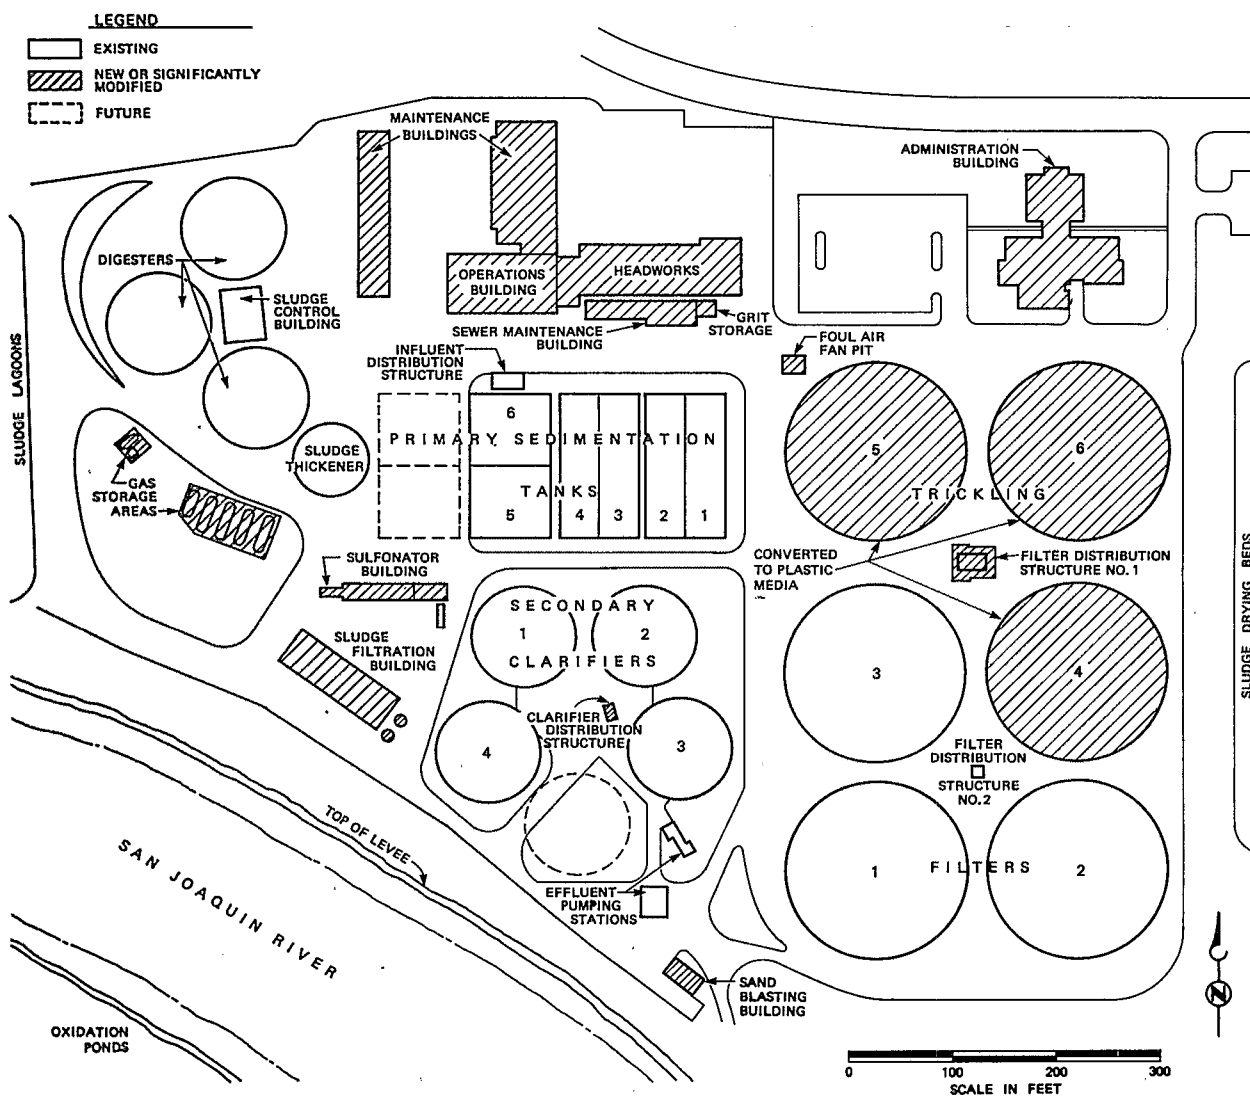 LEGEND
EXISTING
NEW OR SIGNIFICANTLY
MODIFIED
FUTURE
MAINTENANCE
BUILDINGS
ADMINISTRATION
BUILDING
DIGESTERS
SLUDGE
CONTROL
BUILDING
OPERATIONS
BUILDING
HEADWORKS
GRIT
STORAGE
SEWER MAINTENANCE
BUILDING
FOUL AIR
FAN PIT
INFLUENT
DISTRIBUTION
STRUCTURE
SLUDGE LAGOONS
SLUDGE
THICKENER
6
PRIMARY SEDIMENTATION
TANKS
5
4
3
2
1
GAS
STORAGE
AREAS
5
6
TRICKLING
CONVERTED
TO PLASTIC
MEDIA
FILTER DISTRIBUTION
STRUCTURE NO. 1
SULFONATOR
BUILDING
SLUDGE
FILTRATION
BUILDING
SECONDARY
1
2
CLARIFIERS
CLARIFIER
DISTRIBUTION
STRUCTURE
4
3
3
4
SLUDGE DRYING BEDS
FILTER
DISTRIBUTION
STRUCTURE
NO. 2
1
FILTERS
2
TOP OF LEVEE
SAN JOAQUIN RIVER
EFFLUENT
PUMPING
STATIONS
SAND
BLASTING
BUILDING
OXIDATION
PONDS
N
0 100 200 300
SCALE IN FEET